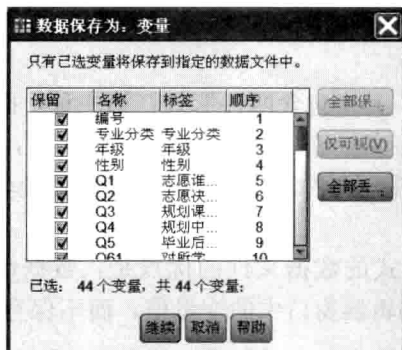 数据保存为：变量
只有已选变量将保存到指定的数据文件中。
保留 名称 标签 顺序
编号 1
专业分类 专业分类 2
年级 年级 3
性别 性别 4
Q1 志愿谁... 5
Q2 志愿决... 6
Q3 规划课... 7
Q4 规划中... 8
Q5 毕业后... 9
Q61 对所学... 10
全部保...
仅可视(V)
全部丢...
已选： 44个变量，共 44个变量；
继续 取消 帮助